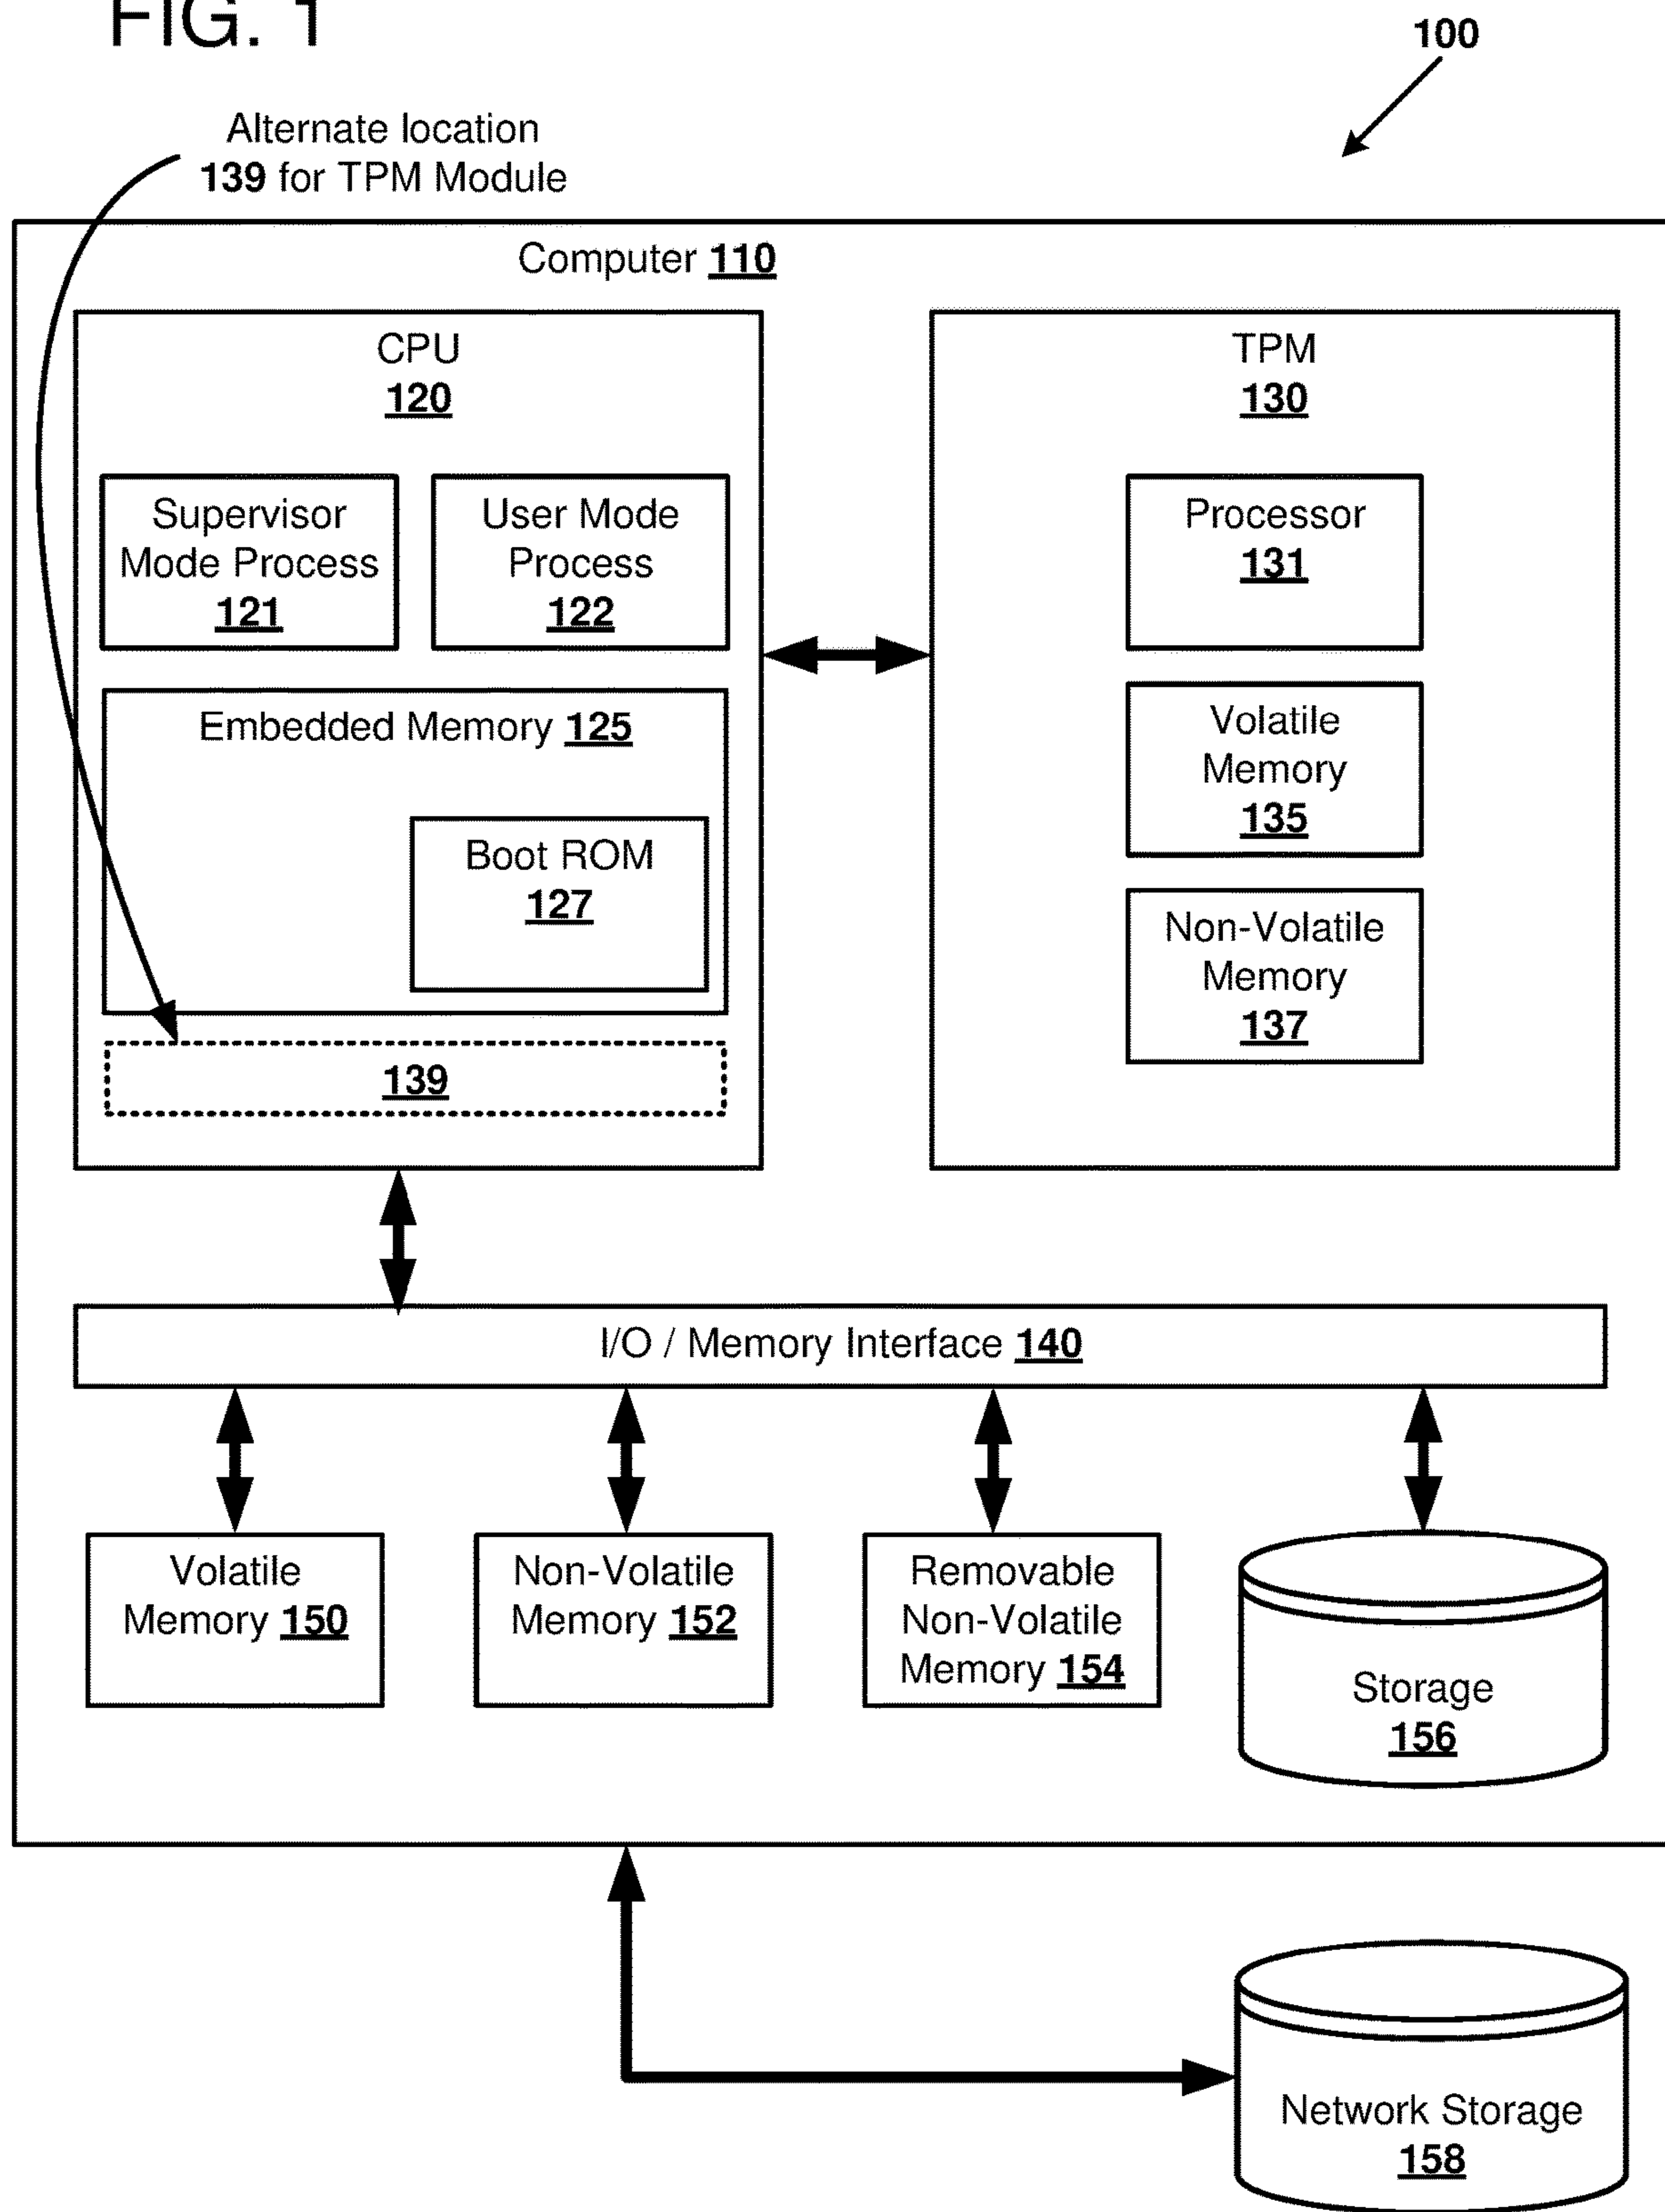 FIG. 1
100
Alternate location
139 for TPM Module
Computer 110
CPU
120
Supervisor
Mode Process
121
User Mode
Process
122
Embedded Memory 125
Boot ROM
127
139
TPM
130
Processor
131
Volatile
Memory
135
Non-Volatile
Memory
137
I/O / Memory Interface 140
Volatile
Memory 150
Non-Volatile
Memory 152
Removable
Non-Volatile
Memory 154
Storage
156
Network Storage
158